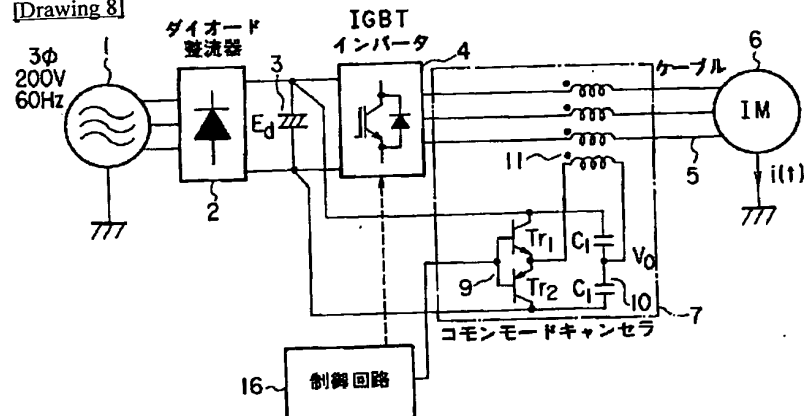 [Drawing 8]
ダイオード
整流器
IGBT
インバータ
1
3φ
200V
60Hz
3
Ed
2
4
ケーブル
6
IM
11
5
i(t)
Tr1
C1
V0
9
Tr2
C1
10
7
コモンモードキャンセラ
16
制御回路